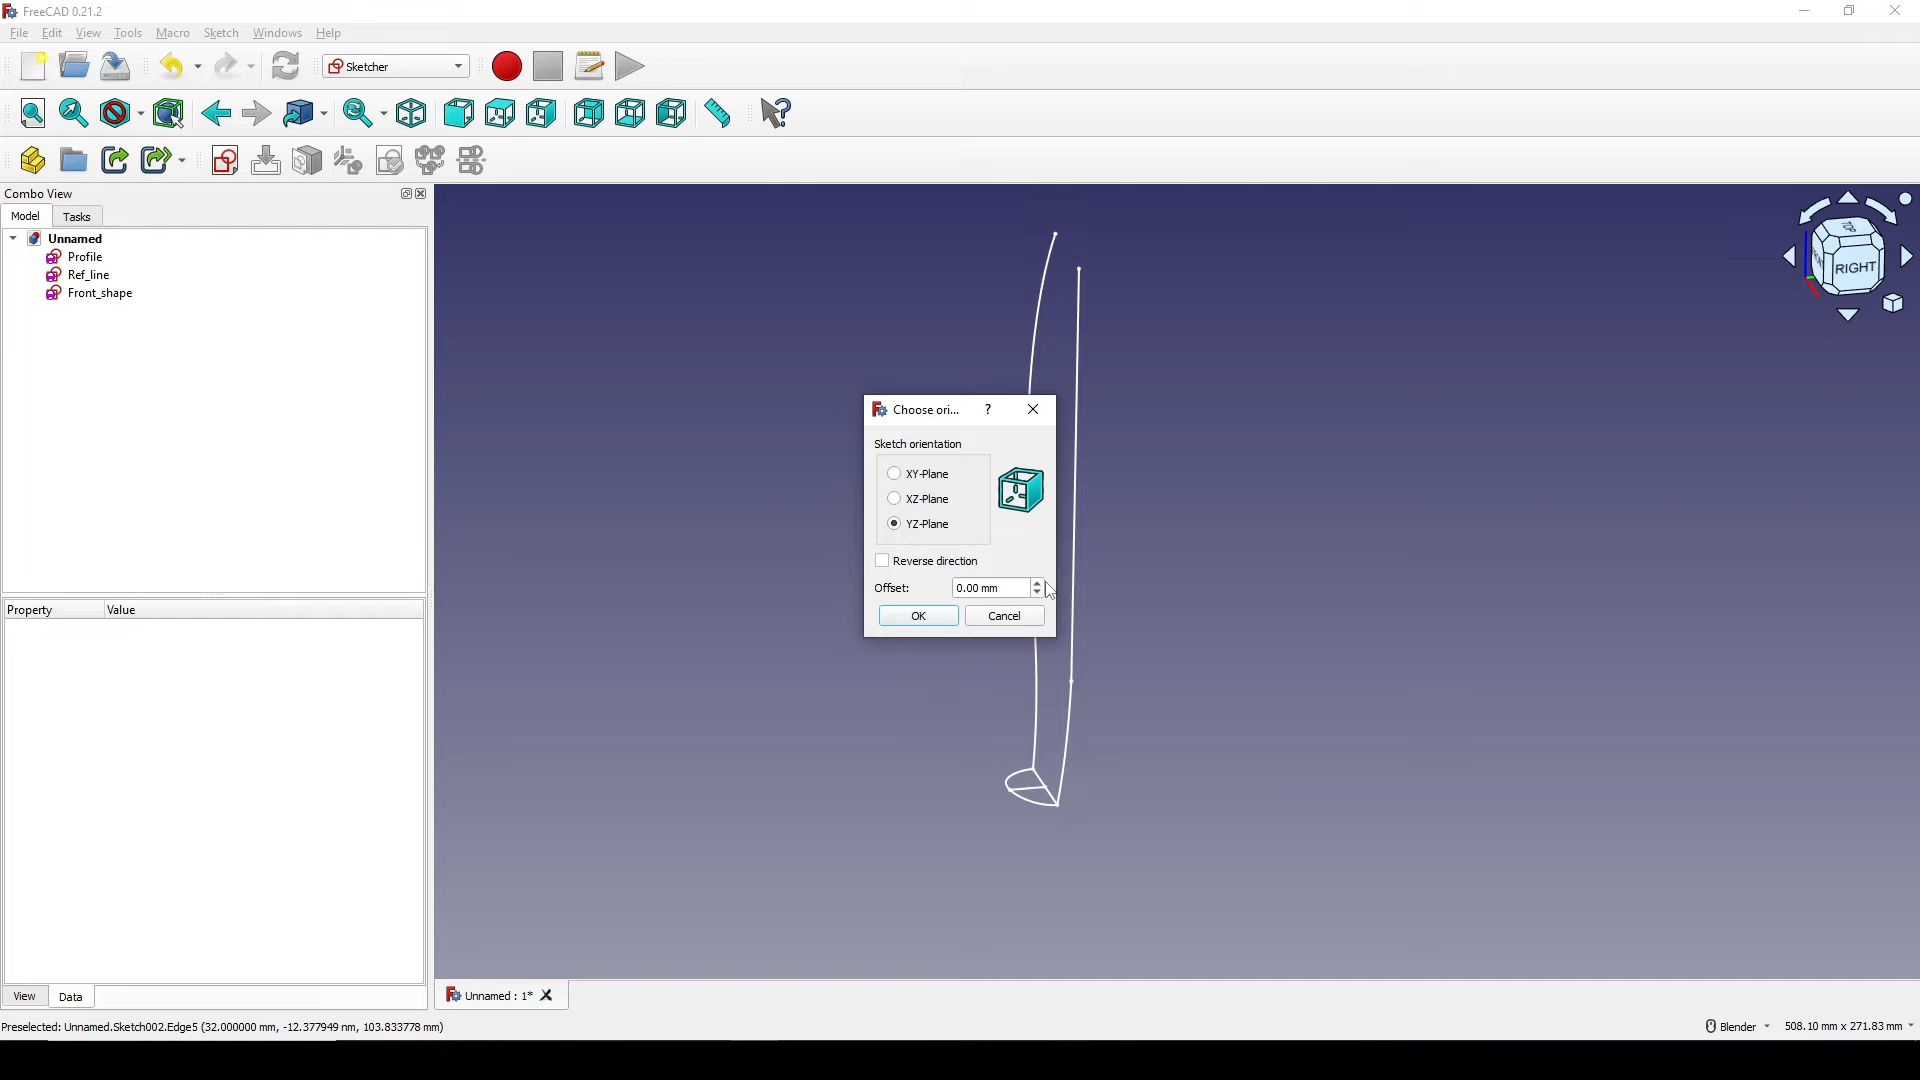 FreeCAD 0.21.2
File Edit View Tools Macro Sketch Windows Help
Sketcher
Combo View
Model Tasks
Unnamed
Profile
Ref_line
Front_shape
TOP
RIGHT
Choose ori... ?
Sketch orientation
XY-Plane
XZ-Plane
YZ-Plane
Reverse direction
Offset: 0.00 mm
OK Cancel
Property Value
View Data
Unnamed : 1*
Preselected: Unnamed.Sketch002.Edge5 (32.000000 mm, -12.377949 nm, 103.833778 mm)
Blender 508.10 mm x 271.83 mm